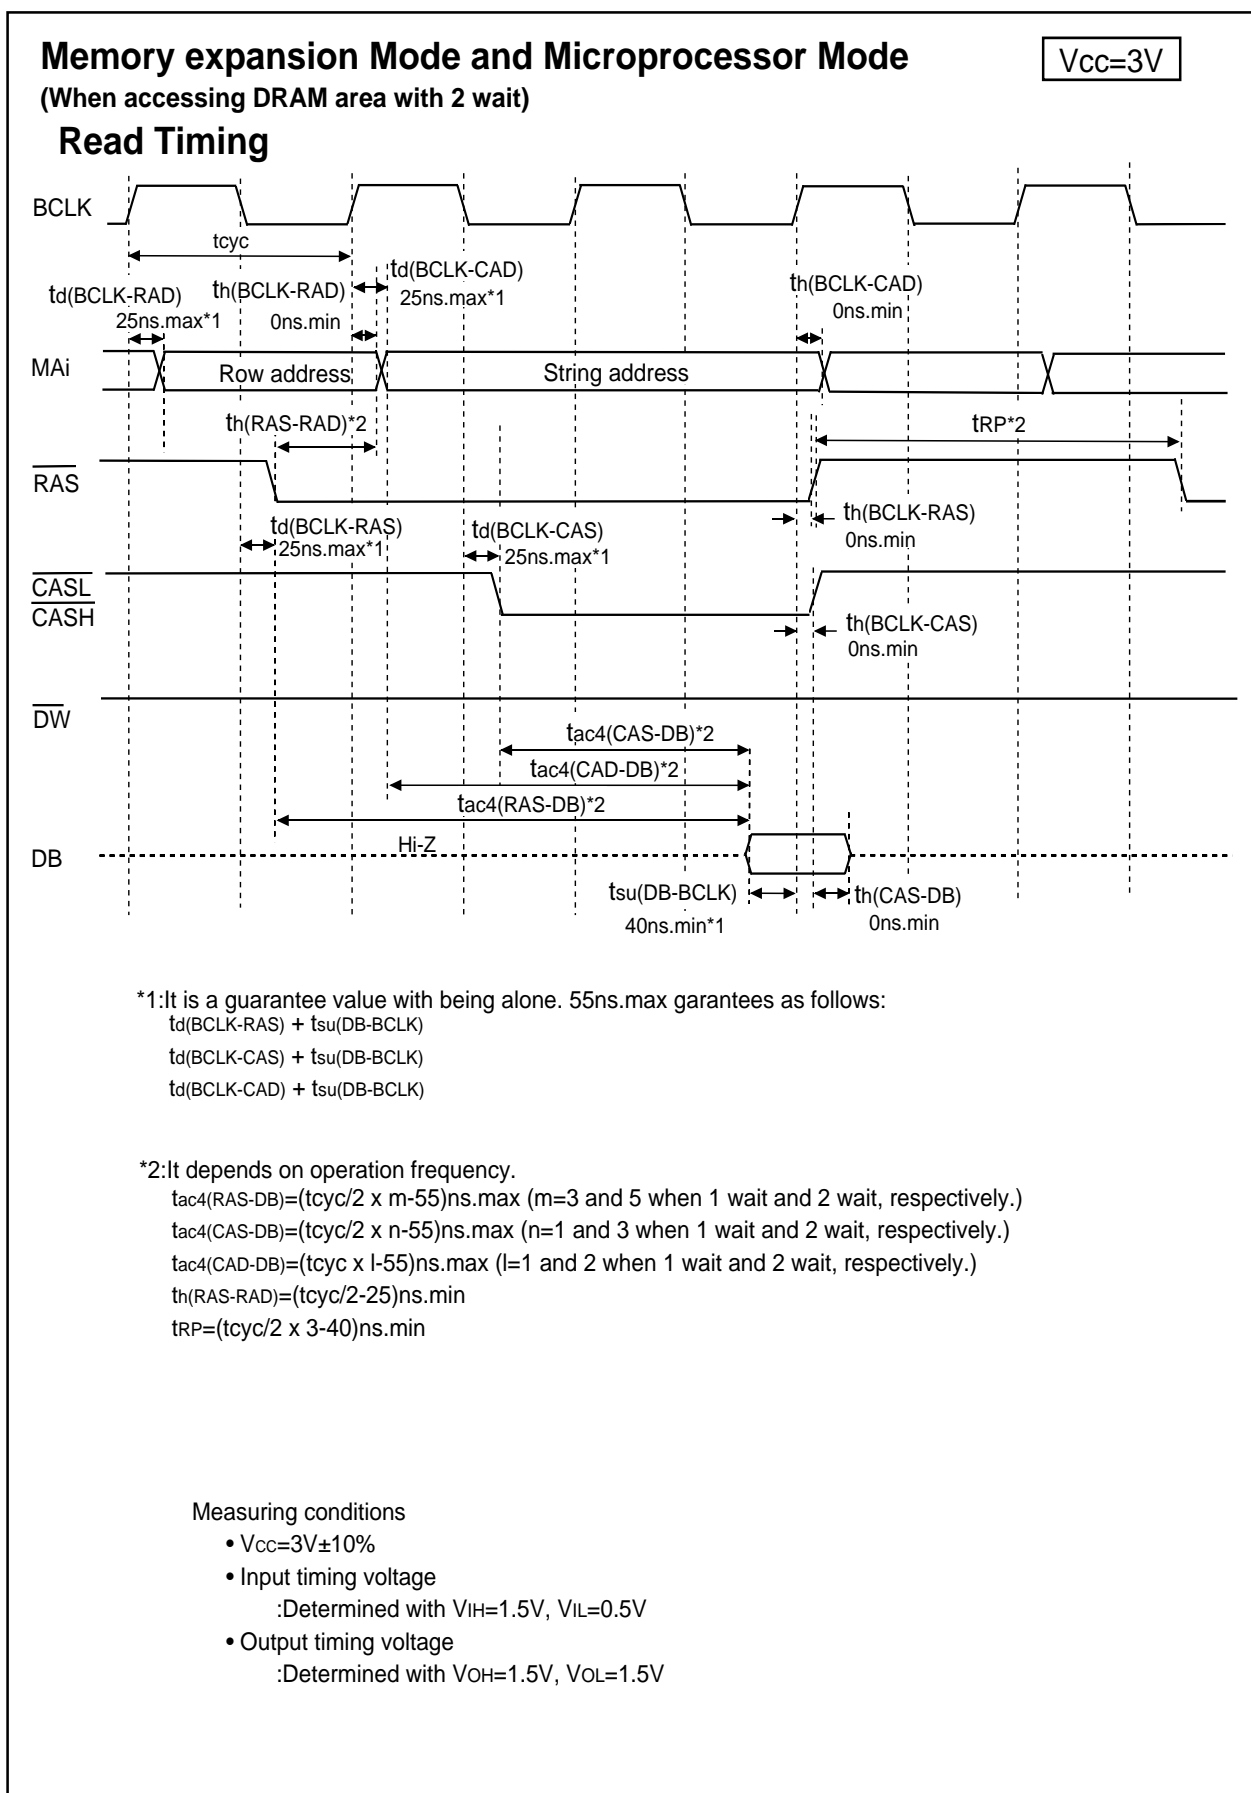 Memory expansion Mode and Microprocessor Mode
Vcc=3V
(When accessing DRAM area with 2 wait)
Read Timing
BCLK
tcyc
td(BCLK-CAD)
25ns.max*1
td(BCLK-RAD)
25ns.max*1
th(BCLK-RAD)
0ns.min
th(BCLK-CAD)
0ns.min
MAi
Row address
String address
th(RAS-RAD)*2
tRP*2
RAS
td(BCLK-RAS)
25ns.max*1
td(BCLK-CAS)
25ns.max*1
th(BCLK-RAS)
0ns.min
CASL
CASH
th(BCLK-CAS)
0ns.min
DW
tac4(CAS-DB)*2
tac4(CAD-DB)*2
tac4(RAS-DB)*2
Hi-Z
DB
tsu(DB-BCLK)
40ns.min*1
th(CAS-DB)
0ns.min
*1:It is a guarantee value with being alone. 55ns.max garantees as follows:
td(BCLK-RAS) + tsu(DB-BCLK)
td(BCLK-CAS) + tsu(DB-BCLK)
td(BCLK-CAD) + tsu(DB-BCLK)
*2:It depends on operation frequency.
tac4(RAS-DB)=(tcyc/2 x m-55)ns.max (m=3 and 5 when 1 wait and 2 wait, respectively.)
tac4(CAS-DB)=(tcyc/2 x n-55)ns.max (n=1 and 3 when 1 wait and 2 wait, respectively.)
tac4(CAD-DB)=(tcyc x l-55)ns.max (l=1 and 2 when 1 wait and 2 wait, respectively.)
th(RAS-RAD)=(tcyc/2-25)ns.min
tRP=(tcyc/2 x 3-40)ns.min
Measuring conditions
• VCC=3V±10%
• Input timing voltage
:Determined with VIH=1.5V, VIL=0.5V
• Output timing voltage
:Determined with VOH=1.5V, VOL=1.5V